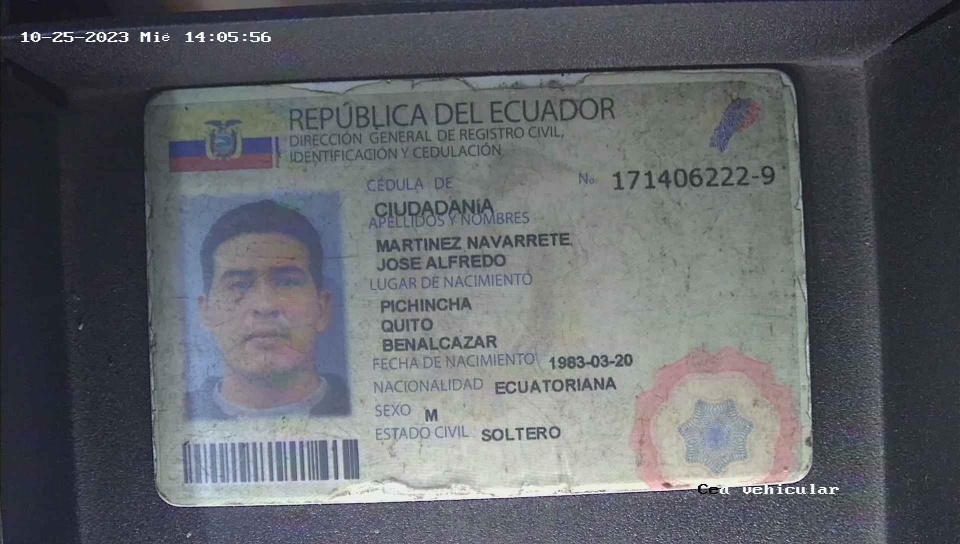 10-25-2023 Mié 14:05:56
REPÚBLICA DEL ECUADOR
DIRECCIÓN GENERAL DE REGISTRO CIVIL,
IDENTIFICACIÓN Y CEDULACIÓN
CÉDULA DE
No. 171406222-9
CIUDADANÍA
APELLIDOS Y NOMBRES
MARTINEZ NAVARRETE
JOSE ALFREDO
LUGAR DE NACIMIENTO
PICHINCHA
QUITO
BENALCAZAR
FECHA DE NACIMIENTO 1983-03-20
NACIONALIDAD ECUATORIANA
SEXO M
ESTADO CIVIL SOLTERO
Ced vehicular